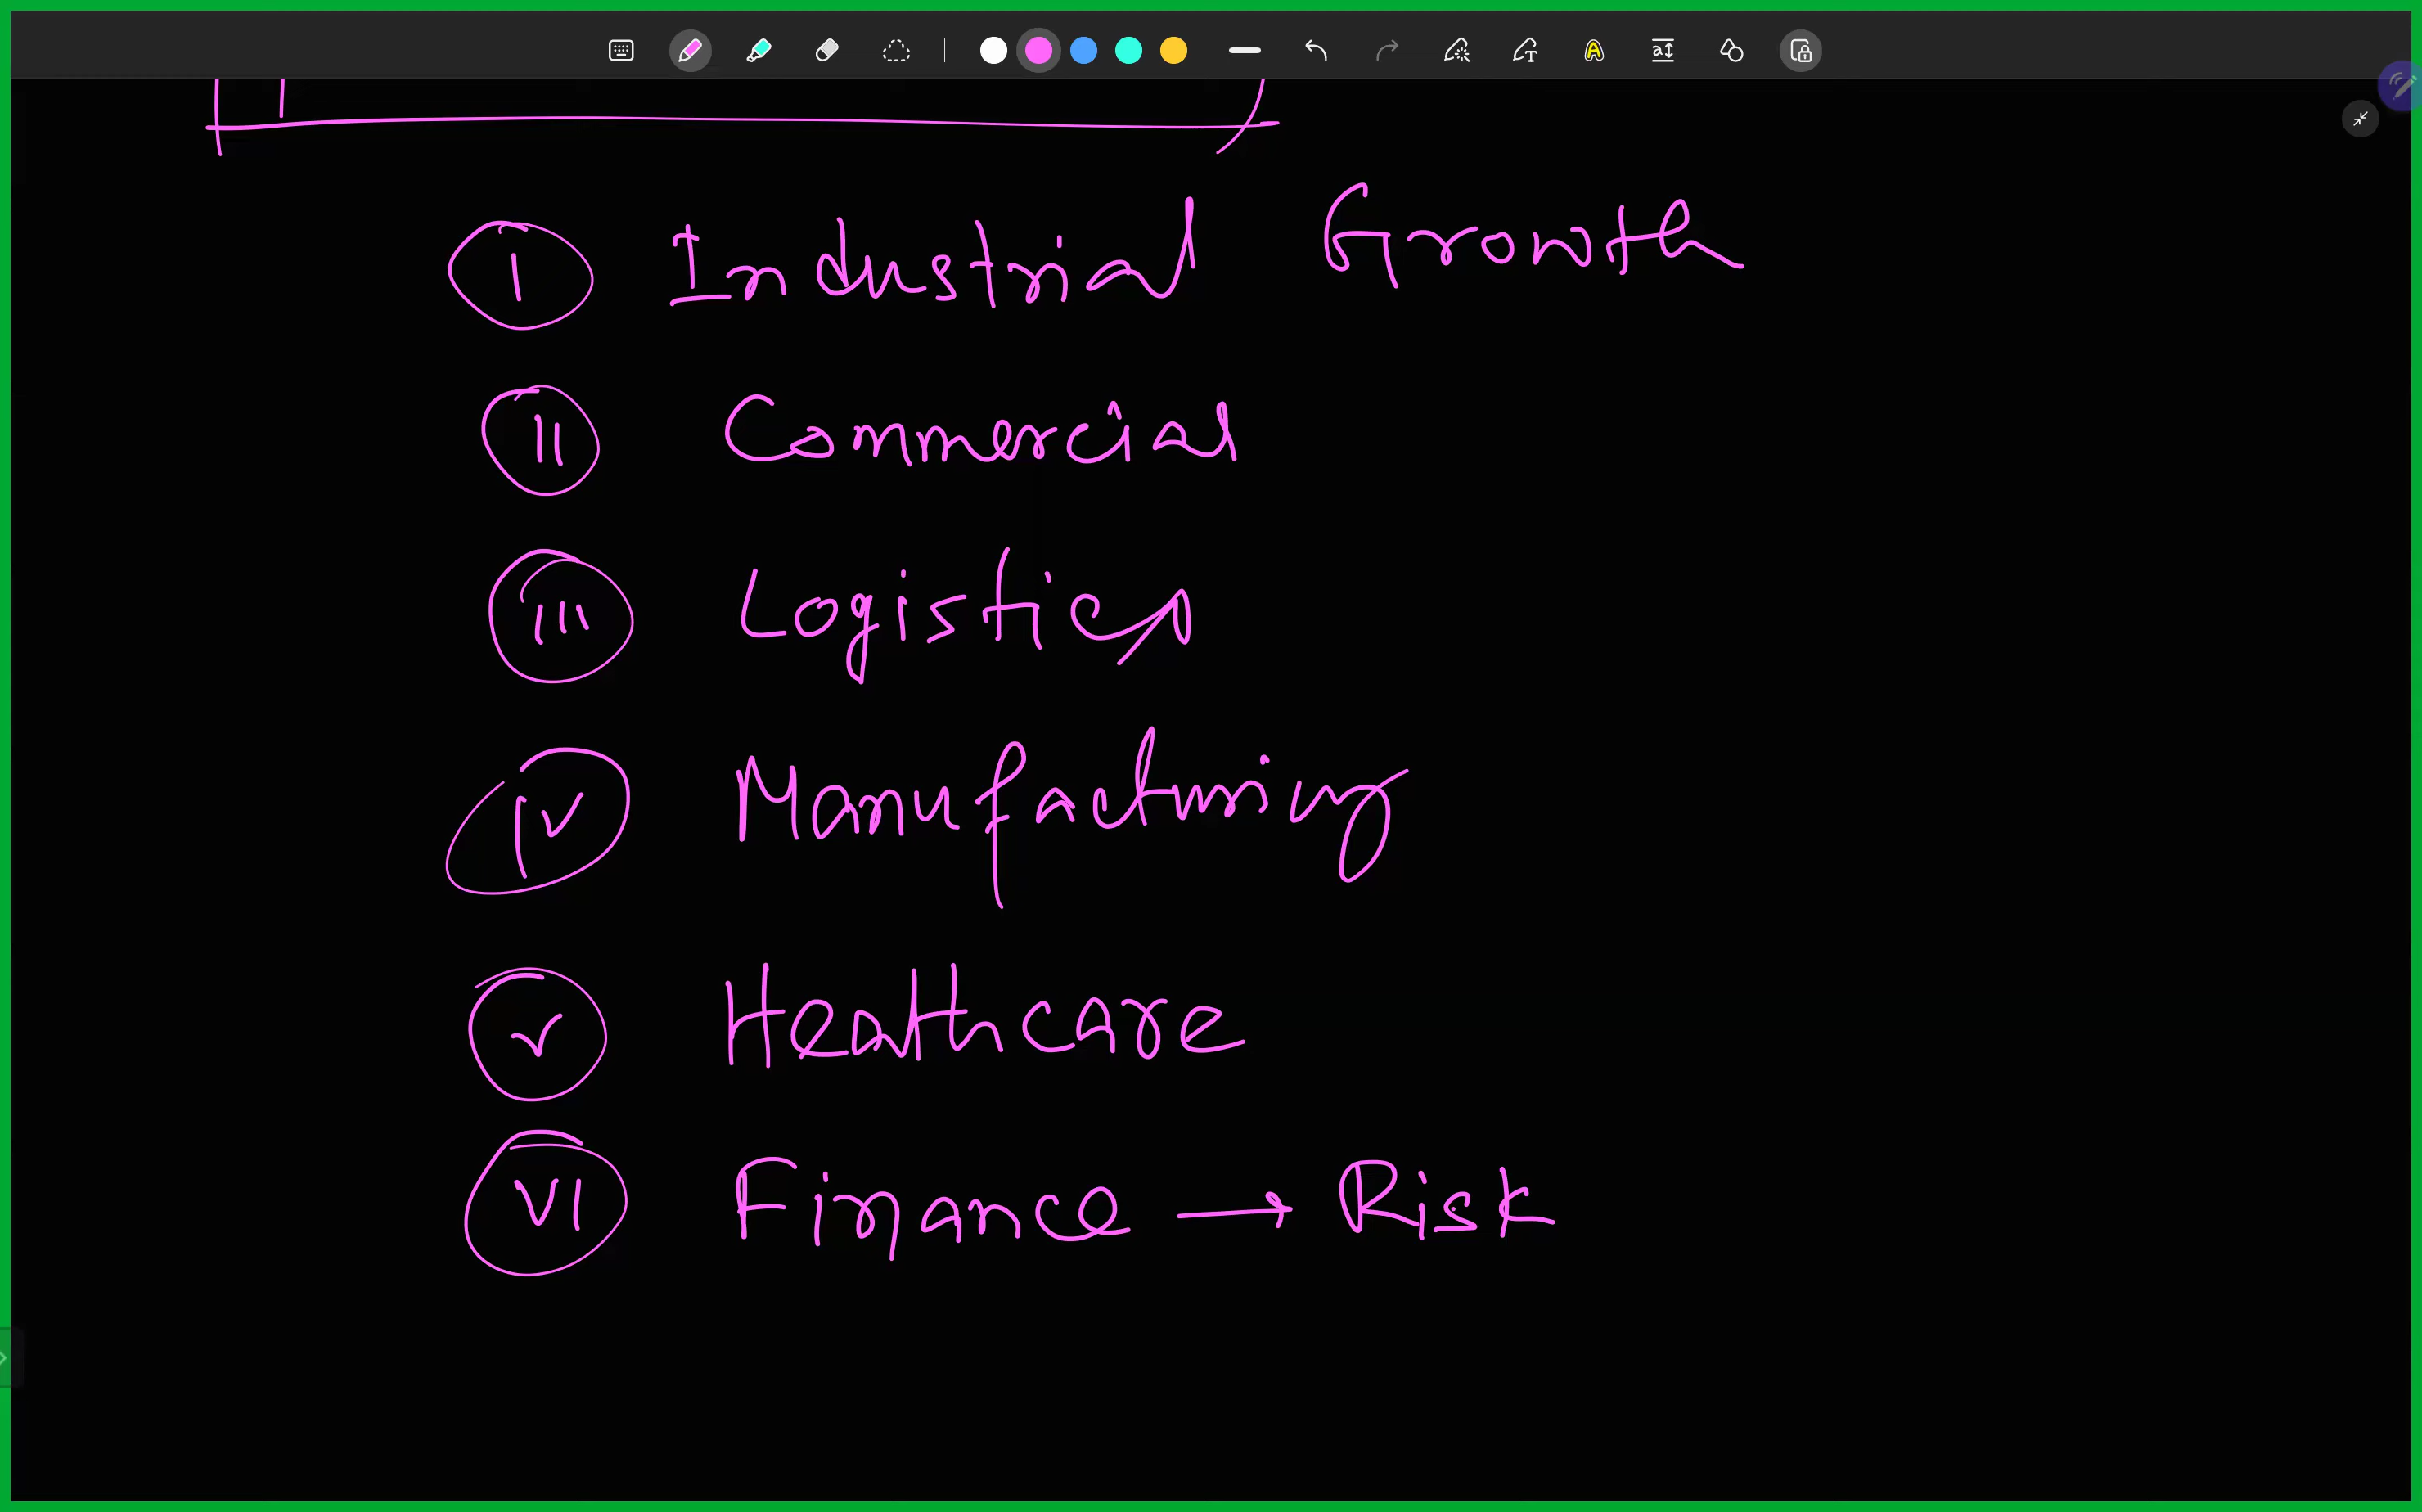 I Industrial Growth
II Commercial
III Logistics
IV Manufacturing
V Healthcare
VI Finance → Risk